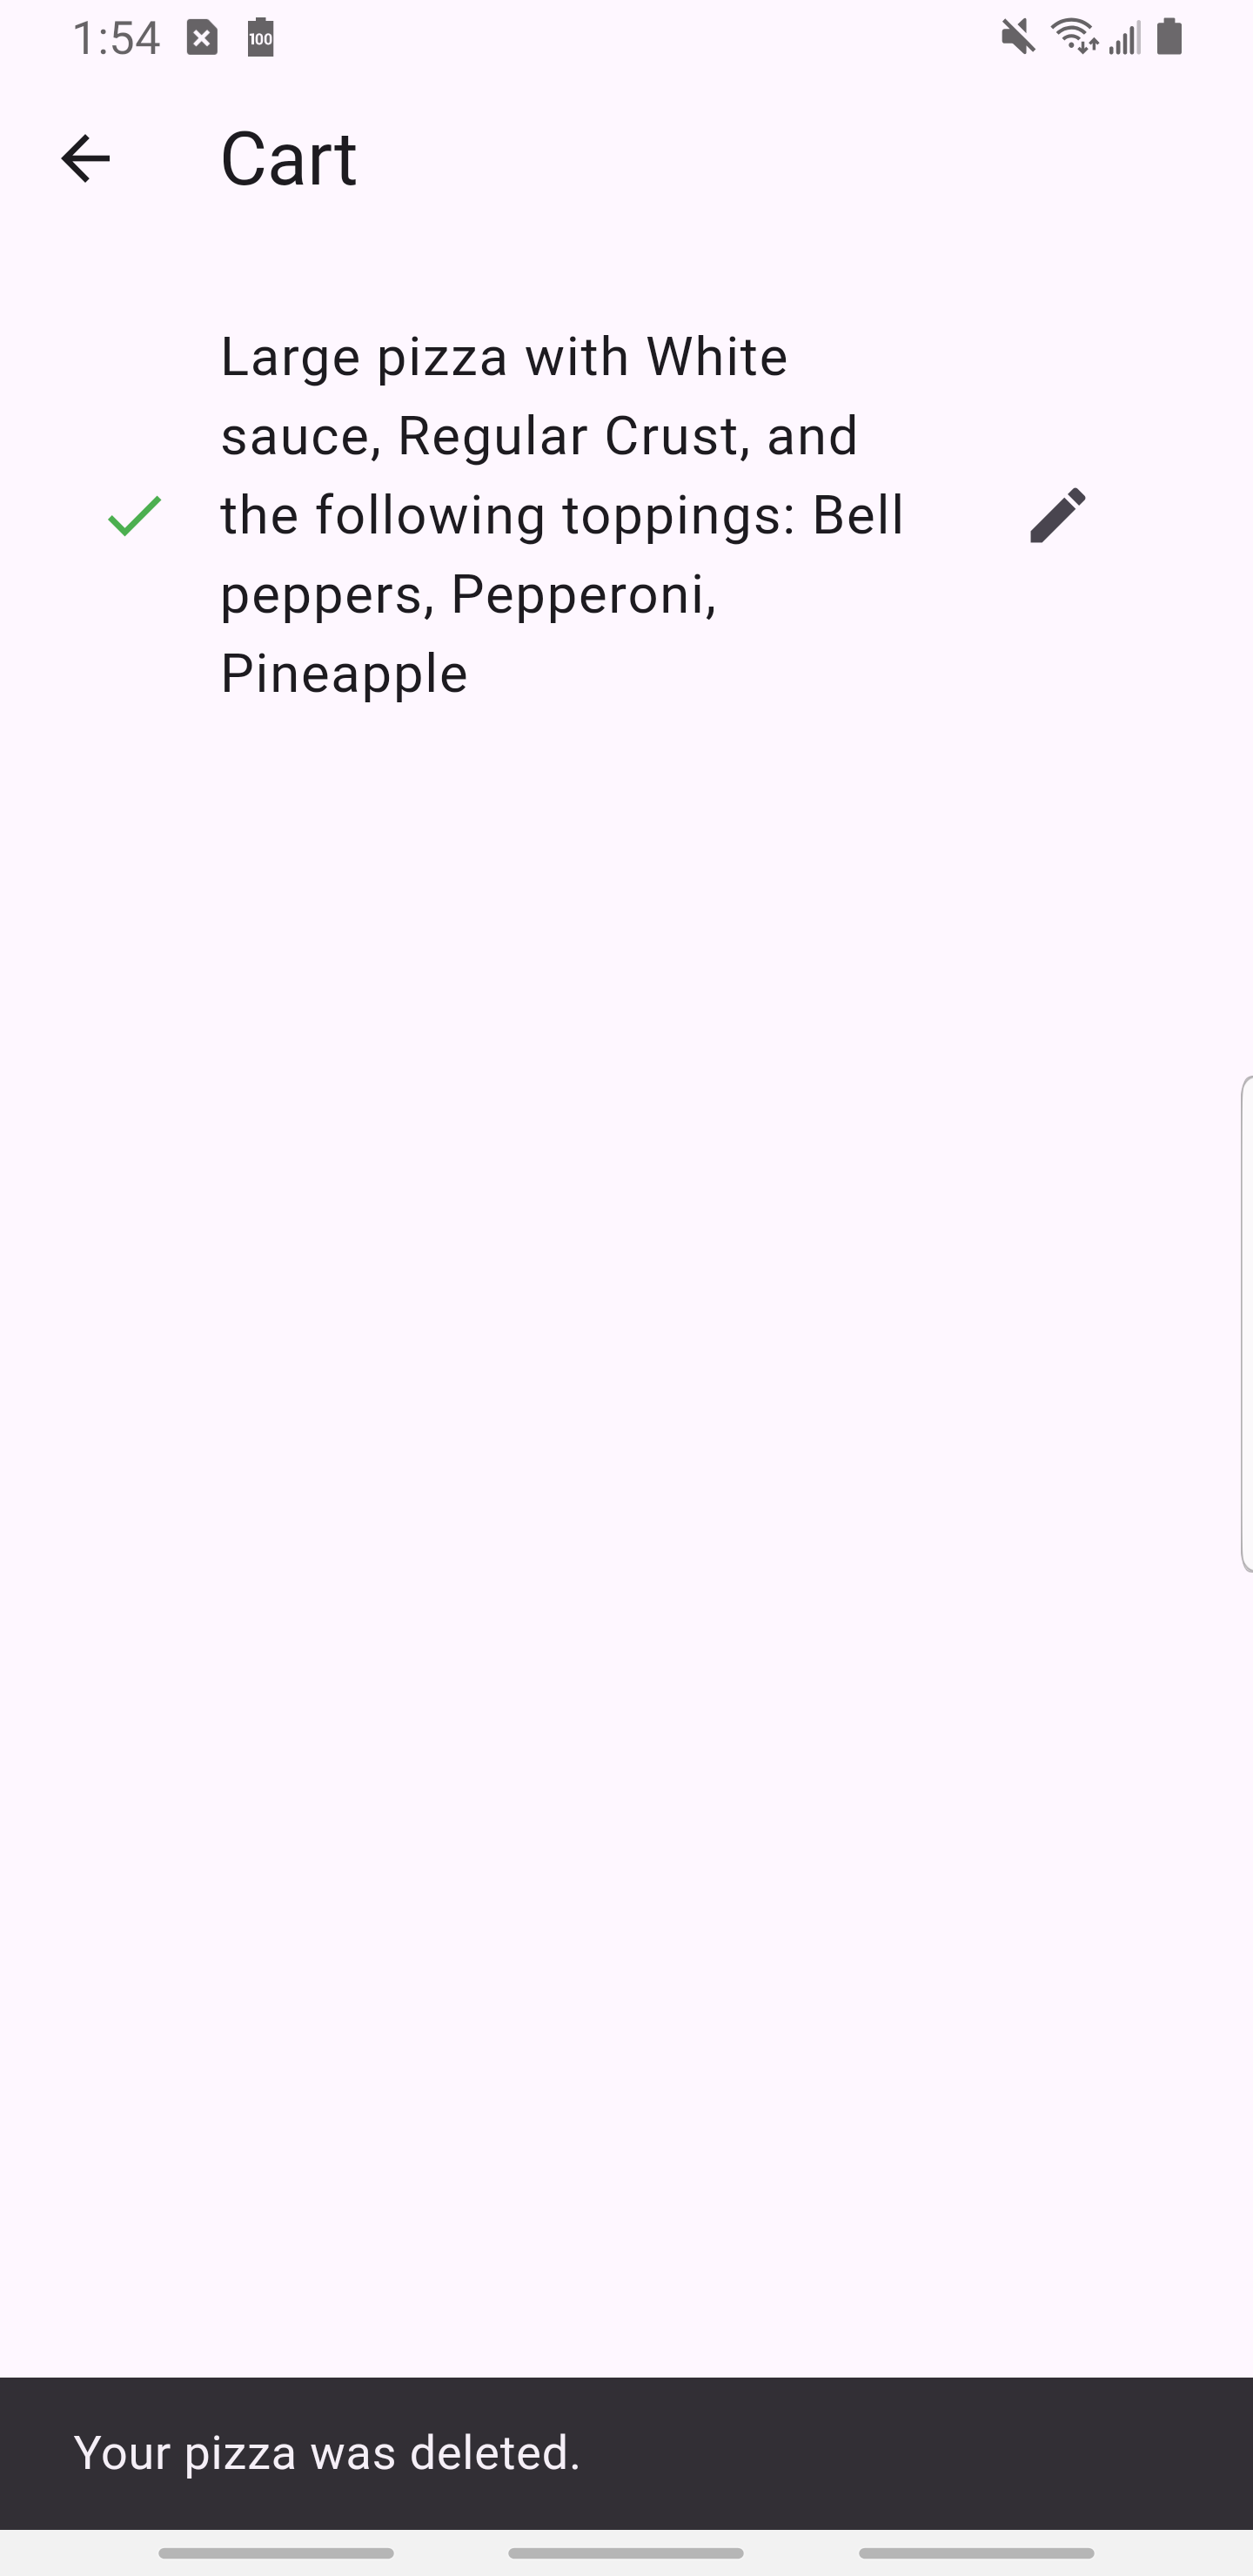 1:54
100
Cart
Large pizza with White
sauce, Regular Crust, and
the following toppings: Bell
peppers, Pepperoni,
Pineapple
Your pizza was deleted.